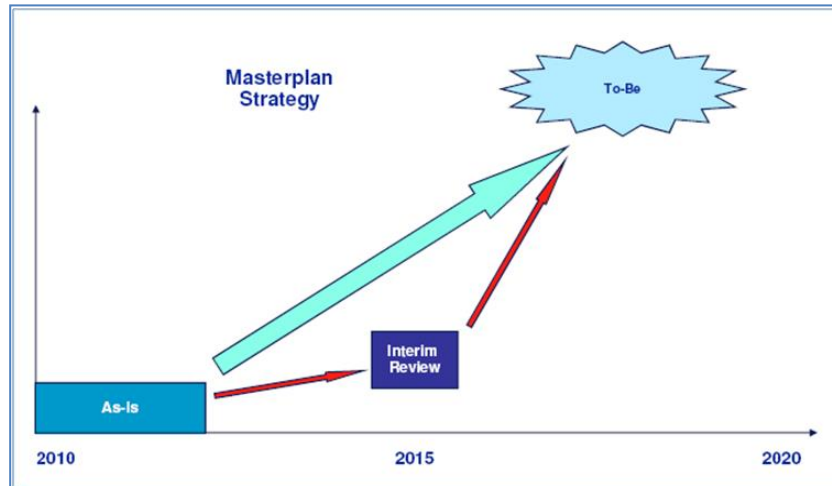 Masterplan
Strategy
To-Be
Interim
Review
As-Is
2010 2015 2020